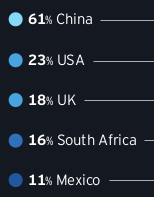 61% China
23% USA
18% UK
16% South Africa
11% Mexico